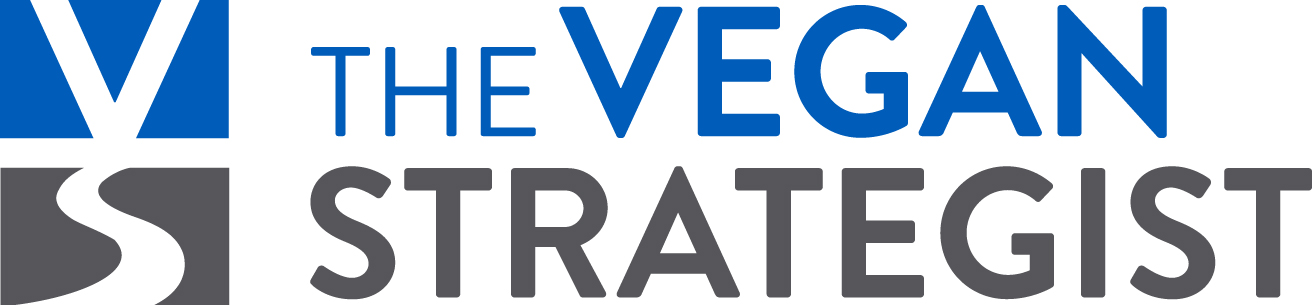 V
THE VEGAN
S
STRATEGIST